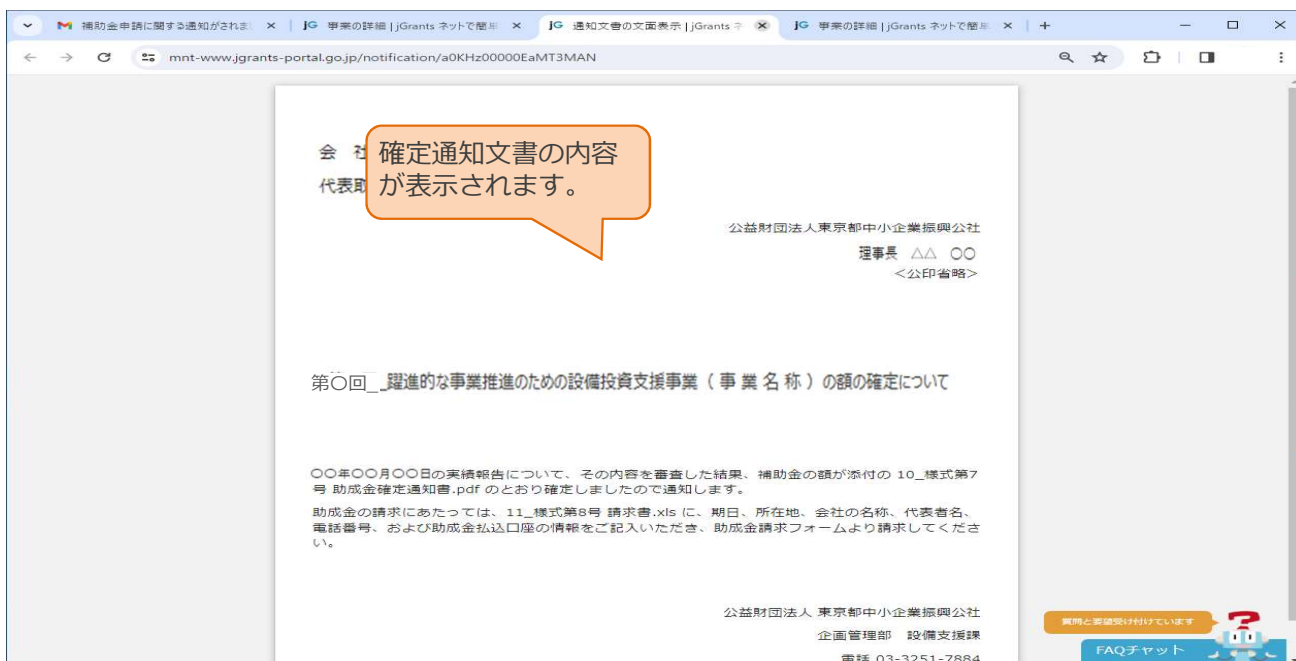 補助金申請に関する通知がされま
jG 事業の詳細 | jGrants ネットで簡単
jG 通知文書の文面表示 | jGrants ネ
jG 事業の詳細 | jGrants ネットで簡単
mnt-www.jgrants-portal.go.jp/notification/a0KHz00000EaMT3MAN
会 社
代表取
確定通知文書の内容
が表示されます。
公益財団法人東京都中小企業振興公社
理事長 △△ 〇〇
<公印省略>
第〇回__躍進的な事業推進のための設備投資支援事業（事 業 名 称）の額の確定について
〇〇年〇〇月〇〇日の実績報告について、その内容を審査した結果、補助金の額が添付の 10_様式第7
号 助成金確定通知書.pdf のとおり確定しましたので通知します。
助成金の請求にあたっては、11_様式第8号 請求書.xls に、期日、所在地、会社の名称、代表者名、
電話番号、および助成金払込口座の情報をご記入いただき、助成金請求フォームより請求してくださ
い。
公益財団法人 東京都中小企業振興公社
企画管理部 設備支援課
電話 03-3251-7884
質問と要望受け付けています
FAQチャット